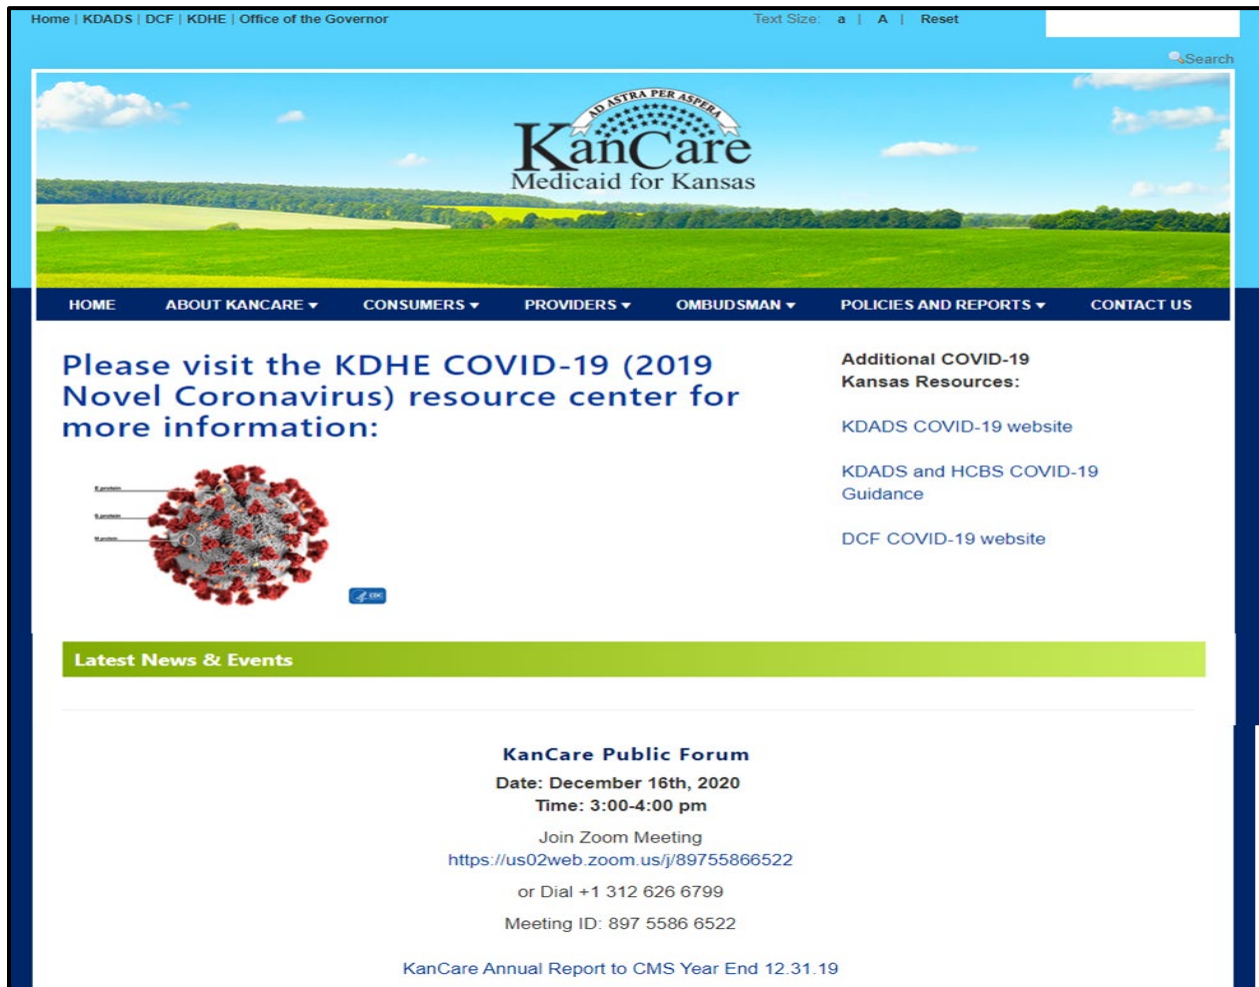 Home | KDADS | DCF | KDHE | Office of the Governor
Text Size: a | A | Reset
Search
AD ASTRA PER ASPERA
KanCare
Medicaid for Kansas
HOME ABOUT KANCARE CONSUMERS PROVIDERS OMBUDSMAN POLICIES AND REPORTS CONTACT US
Please visit the KDHE COVID-19 (2019
Novel Coronavirus) resource center for
more information:
E protein
S protein
M protein
CDC
Additional COVID-19
Kansas Resources:
KDADS COVID-19 website
KDADS and HCBS COVID-19
Guidance
DCF COVID-19 website
Latest News & Events
KanCare Public Forum
Date: December 16th, 2020
Time: 3:00-4:00 pm
Join Zoom Meeting
https://us02web.zoom.us/j/89755866522
or Dial +1 312 626 6799
Meeting ID: 897 5586 6522
KanCare Annual Report to CMS Year End 12.31.19